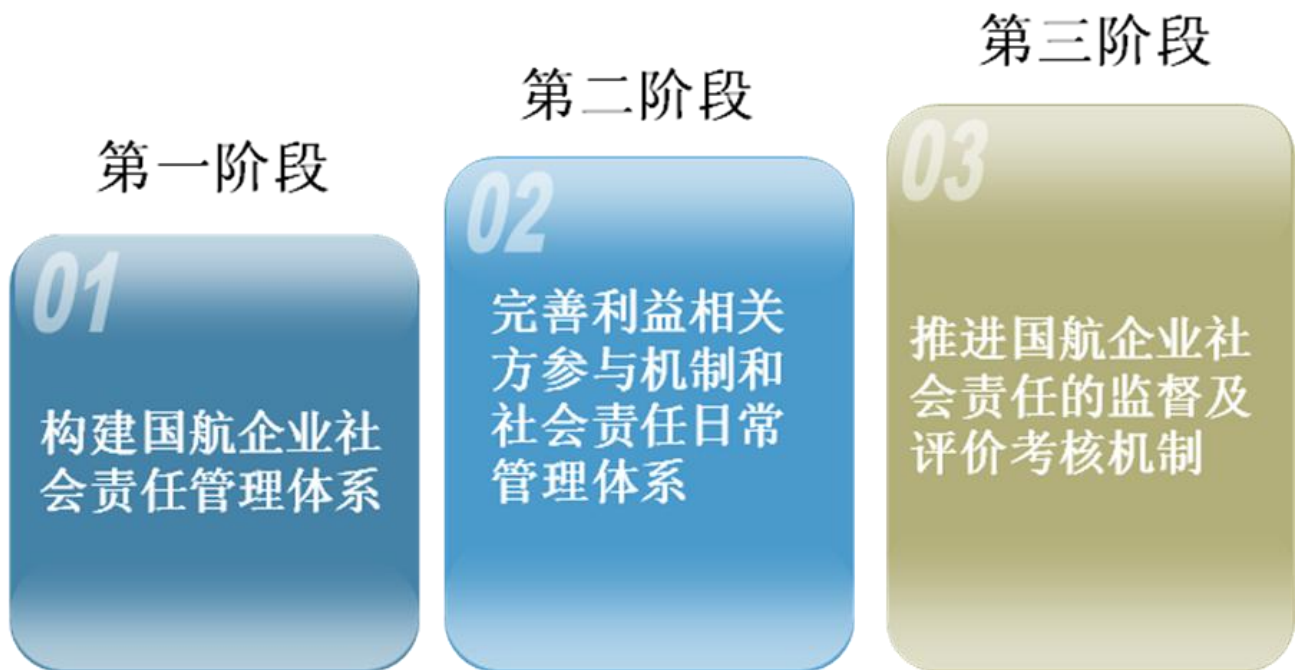 第一阶段
01
构建国航企业社
会责任管理体系
第二阶段
02
完善利益相关
方参与机制和
社会责任日常
管理体系
第三阶段
03
推进国航企业社
会责任的监督及
评价考核机制